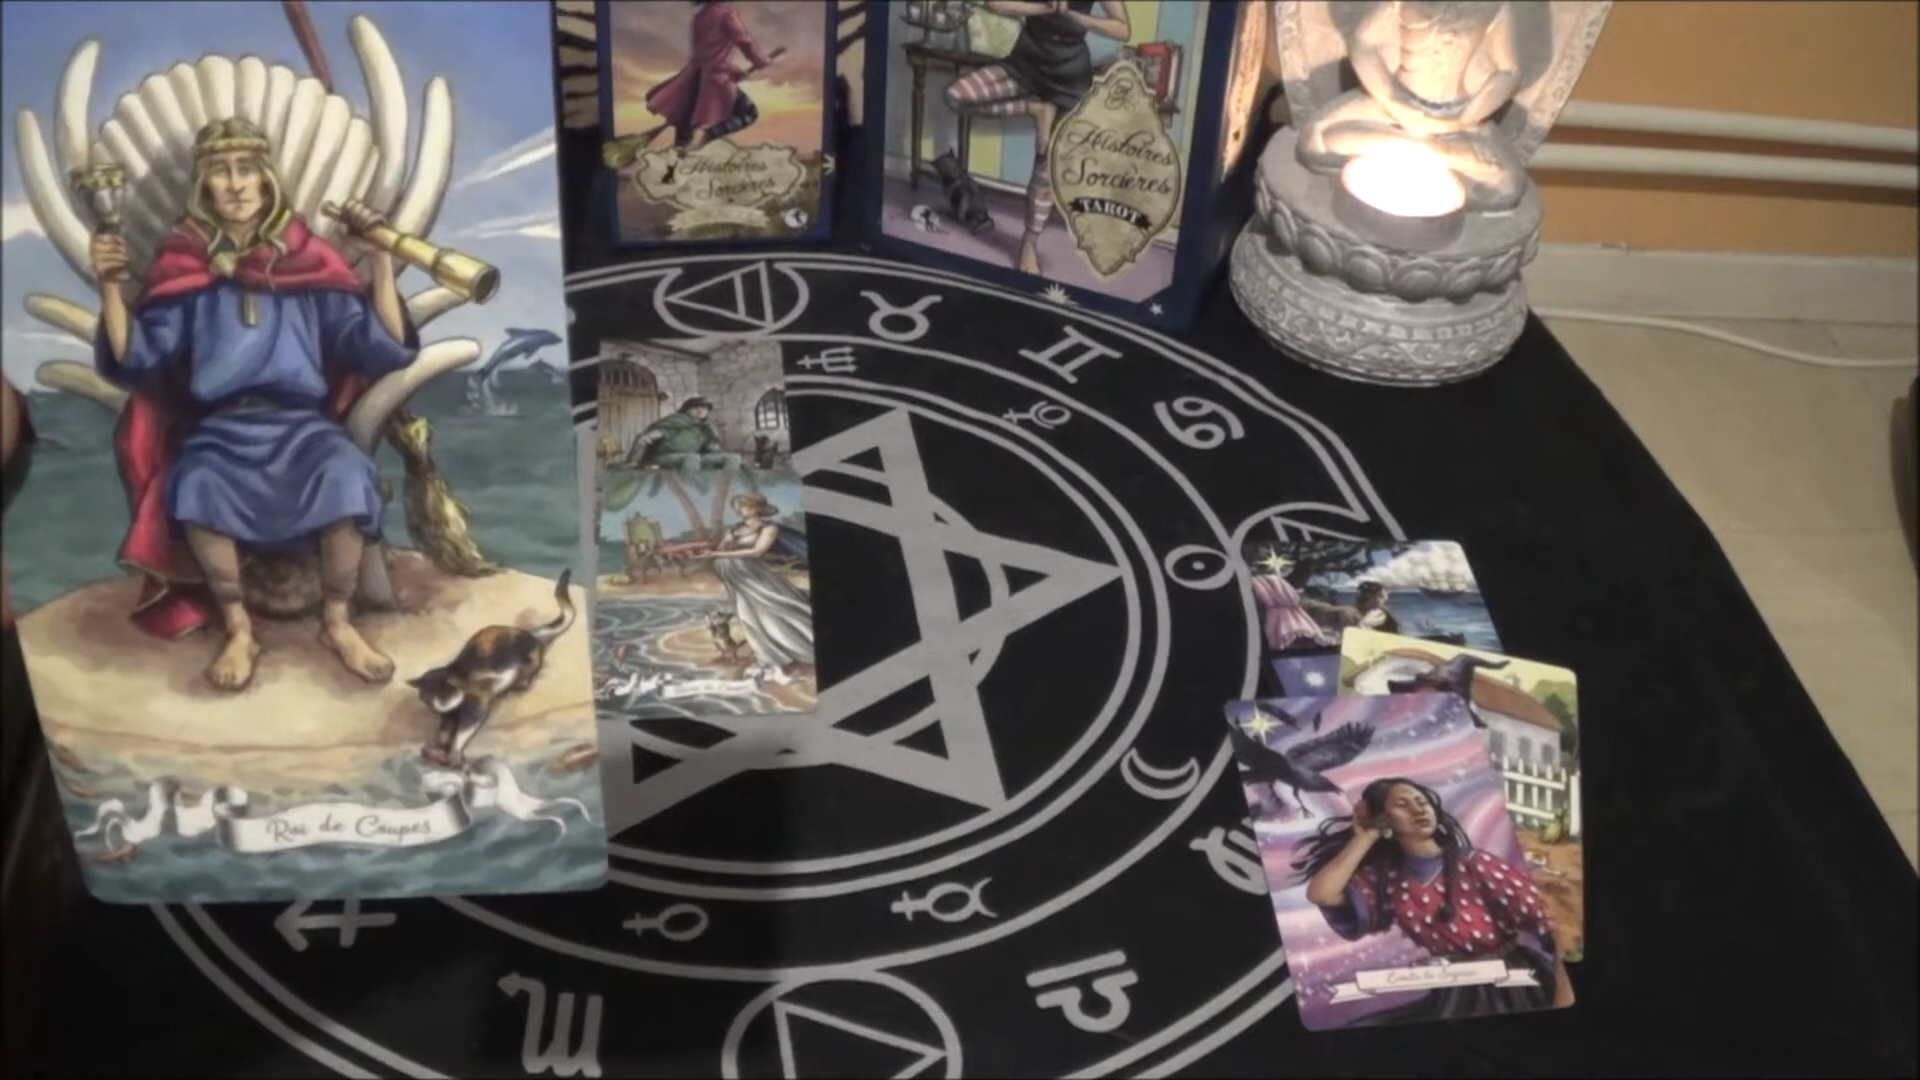 Histoires
de
Sorcières
Histoires
de
Sorcières
TAROT
Roi de Coupes